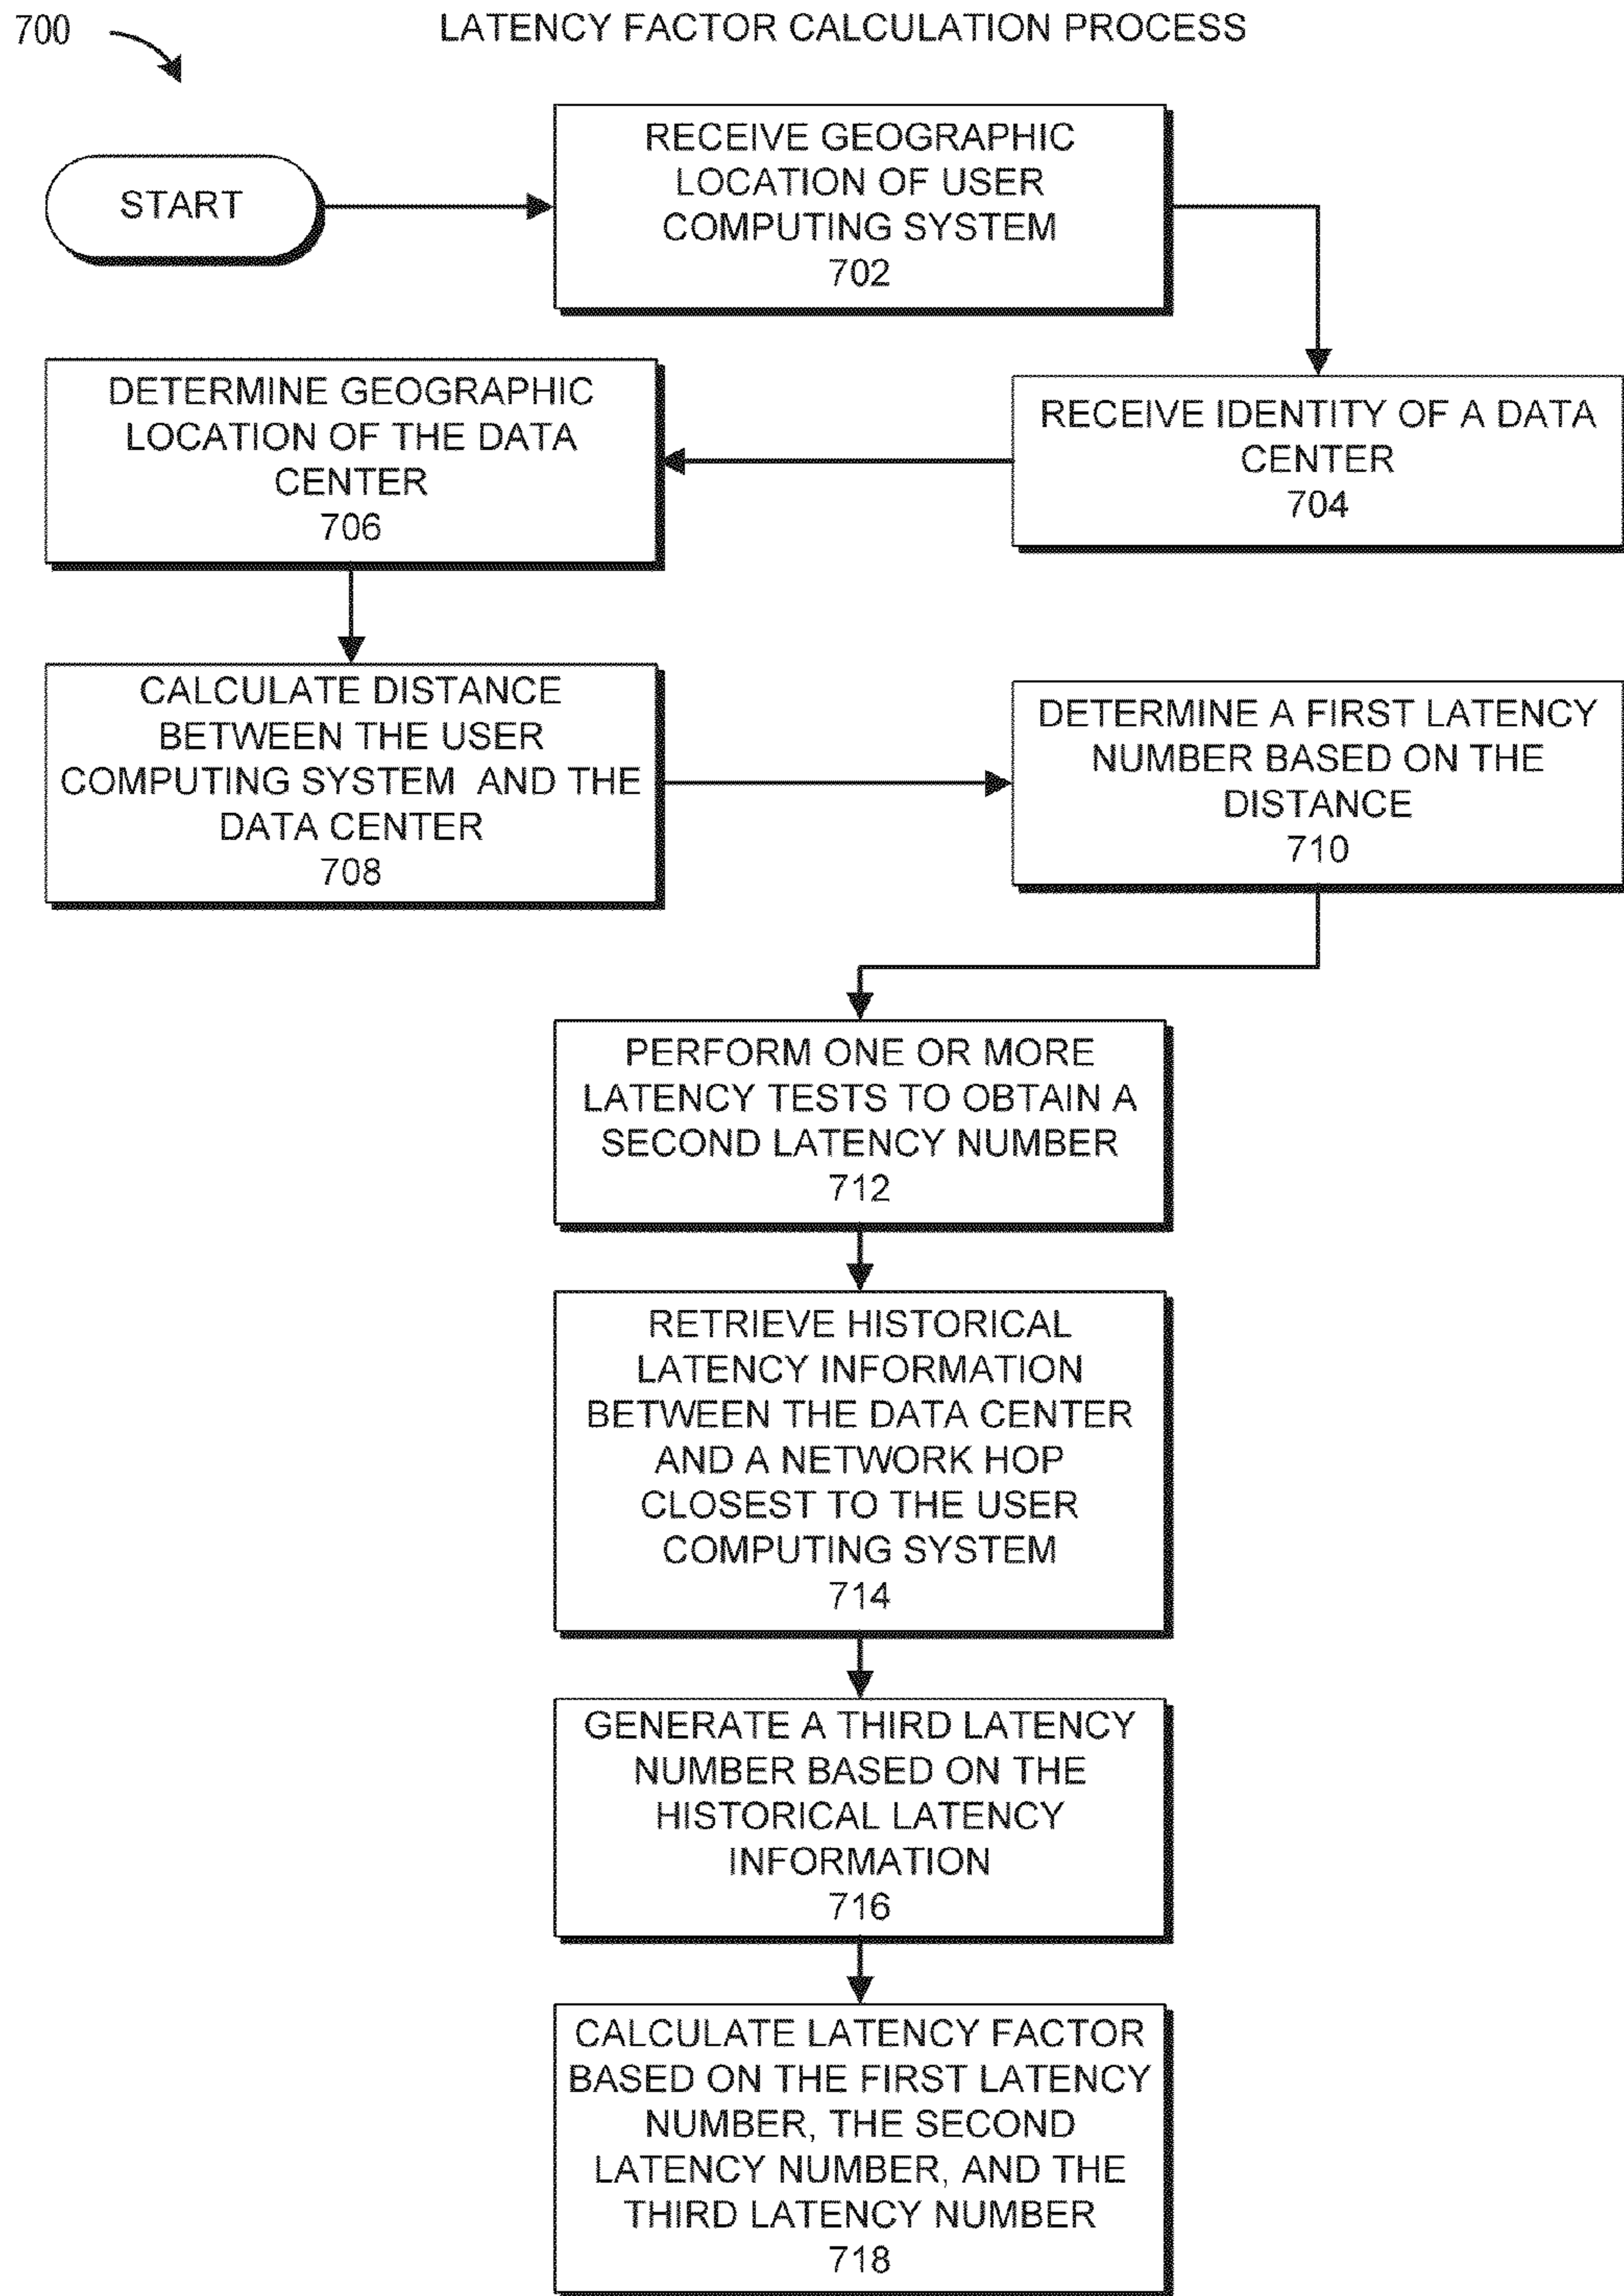 700
LATENCY FACTOR CALCULATION PROCESS
START
RECEIVE GEOGRAPHIC
LOCATION OF USER
COMPUTING SYSTEM
702
RECEIVE IDENTITY OF A DATA
CENTER
704
DETERMINE GEOGRAPHIC
LOCATION OF THE DATA
CENTER
706
CALCULATE DISTANCE
BETWEEN THE USER
COMPUTING SYSTEM AND THE
DATA CENTER
708
DETERMINE A FIRST LATENCY
NUMBER BASED ON THE
DISTANCE
710
PERFORM ONE OR MORE
LATENCY TESTS TO OBTAIN A
SECOND LATENCY NUMBER
712
RETRIEVE HISTORICAL
LATENCY INFORMATION
BETWEEN THE DATA CENTER
AND A NETWORK HOP
CLOSEST TO THE USER
COMPUTING SYSTEM
714
GENERATE A THIRD LATENCY
NUMBER BASED ON THE
HISTORICAL LATENCY
INFORMATION
716
CALCULATE LATENCY FACTOR
BASED ON THE FIRST LATENCY
NUMBER, THE SECOND
LATENCY NUMBER, AND THE
THIRD LATENCY NUMBER
718